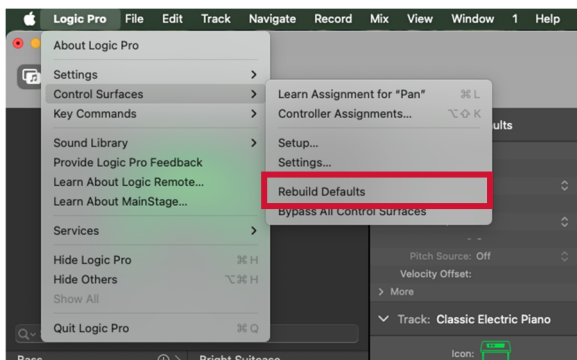 Logic Pro File Edit Track Navigate Record Mix View Window 1 Help
About Logic Pro
Settings
Control Surfaces
Key Commands
Sound Library
Provide Logic Pro Feedback
Learn About Logic Remote...
Learn About MainStage...
Services
Hide Logic Pro ⌘ H
Hide Others ⌥⌘ H
Show All
Quit Logic Pro ⌘ Q
Learn Assignment for “Pan” ⌘ L
Controller Assignments... ⌥⇧ K
Setup...
Settings...
Rebuild Defaults
Bypass All Control Surfaces
ults
Pitch Source: Off
Velocity Offset:
More
Track: Classic Electric Piano
Icon:
Bass
Bright Suitcase